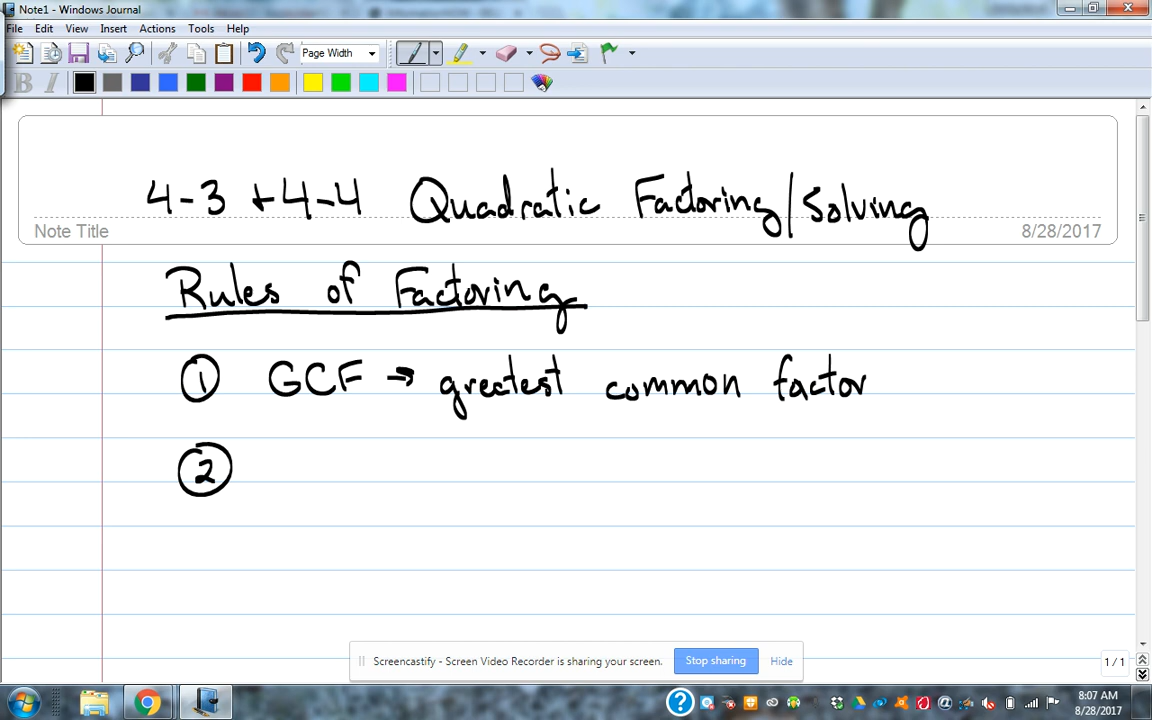 Note1 - Windows Journal
File Edit View Insert Actions Tools Help
Page Width
B I
4-3 + 4-4 Quadratic Factoring/Solving
Note Title 8/28/2017
Rules of Factoring
① GCF → greatest common factor
②
Screencastify - Screen Video Recorder is sharing your screen. Stop sharing Hide
1 / 1
8:07 AM
8/28/2017